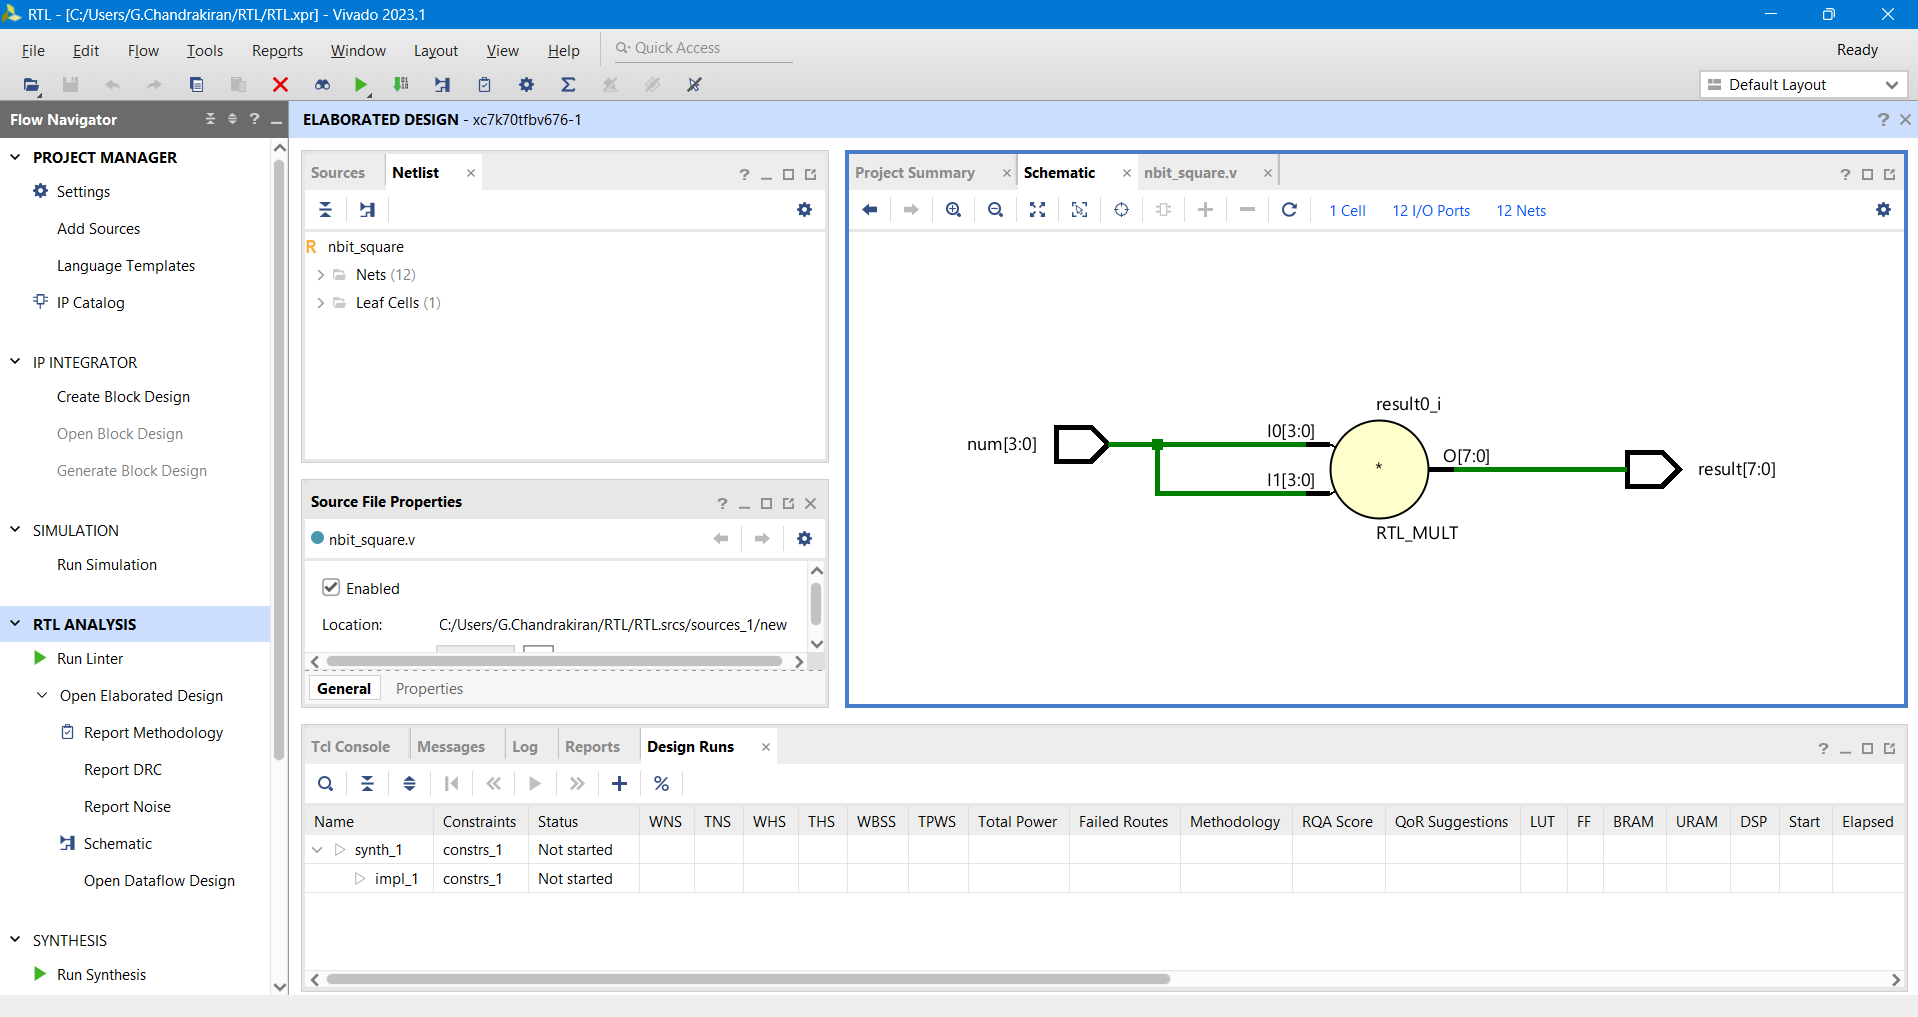 RTL - [C:/Users/G.Chandrakiran/RTL/RTL.xpr] - Vivado 2023.1
File Edit Flow Tools Reports Window Layout View Help Quick Access Ready
Default Layout
Flow Navigator
PROJECT MANAGER
Settings
Add Sources
Language Templates
IP Catalog
IP INTEGRATOR
Create Block Design
Open Block Design
Generate Block Design
SIMULATION
Run Simulation
RTL ANALYSIS
Run Linter
Open Elaborated Design
Report Methodology
Report DRC
Report Noise
Schematic
Open Dataflow Design
SYNTHESIS
Run Synthesis
ELABORATED DESIGN - xc7k70tfbv676-1
Sources Netlist
R nbit_square
Nets (12)
Leaf Cells (1)
Source File Properties
nbit_square.v
Enabled
Location: C:/Users/G.Chandrakiran/RTL/RTL.srcs/sources_1/new
General Properties
Project Summary Schematic nbit_square.v
1 Cell 12 I/O Ports 12 Nets
result0_i
num[3:0] I0[3:0]
I1[3:0]
*
O[7:0]
result[7:0]
RTL_MULT
Tcl Console Messages Log Reports Design Runs
Name Constraints Status WNS TNS WHS THS WBSS TPWS Total Power Failed Routes Methodology RQA Score QoR Suggestions LUT FF BRAM URAM DSP Start Elapsed
synth_1 constrs_1 Not started
impl_1 constrs_1 Not started